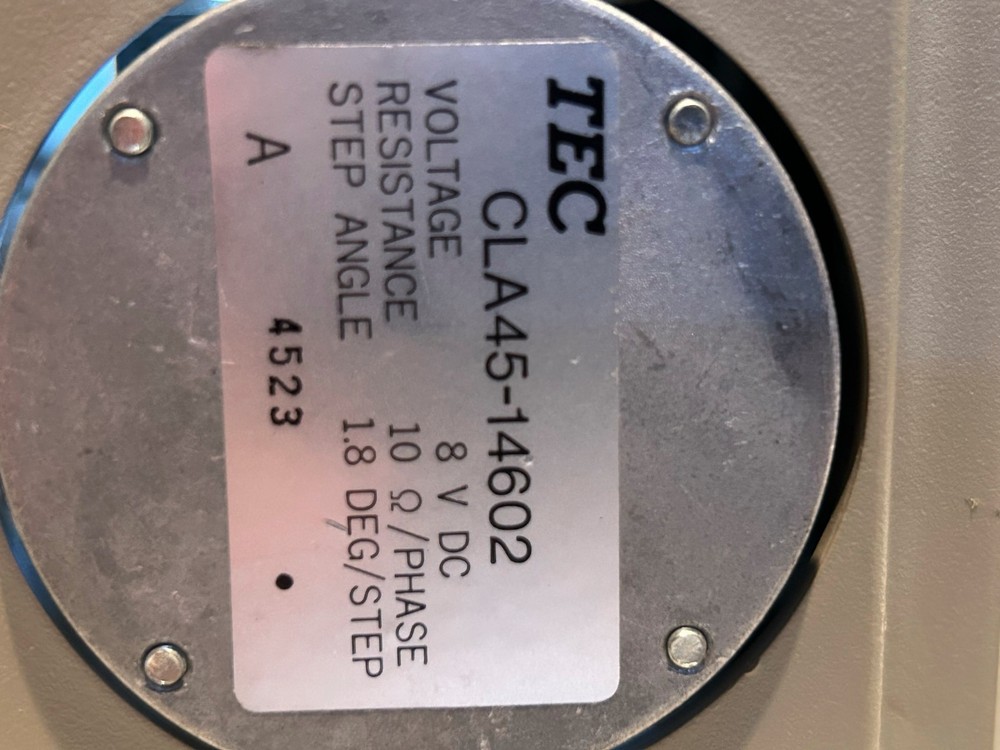 TEC
CLA45-14602
VOLTAGE 8 V DC
RESISTANCE 10 Ω/PHASE
STEP ANGLE 1.8 DEG/STEP
A 4523